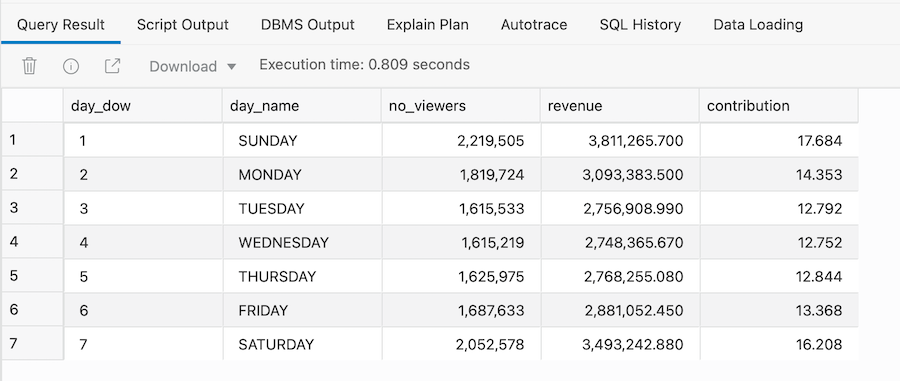 Query Result Script Output DBMS Output Explain Plan Autotrace SQL History Data Loading
Download Execution time: 0.809 seconds
day_dow day_name no_viewers revenue contribution
1 1 SUNDAY 2,219,505 3,811,265.700 17.684
2 2 MONDAY 1,819,724 3,093,383.500 14.353
3 3 TUESDAY 1,615,533 2,756,908.990 12.792
4 4 WEDNESDAY 1,615,219 2,748,365.670 12.752
5 5 THURSDAY 1,625,975 2,768,255.080 12.844
6 6 FRIDAY 1,687,633 2,881,052.450 13.368
7 7 SATURDAY 2,052,578 3,493,242.880 16.208